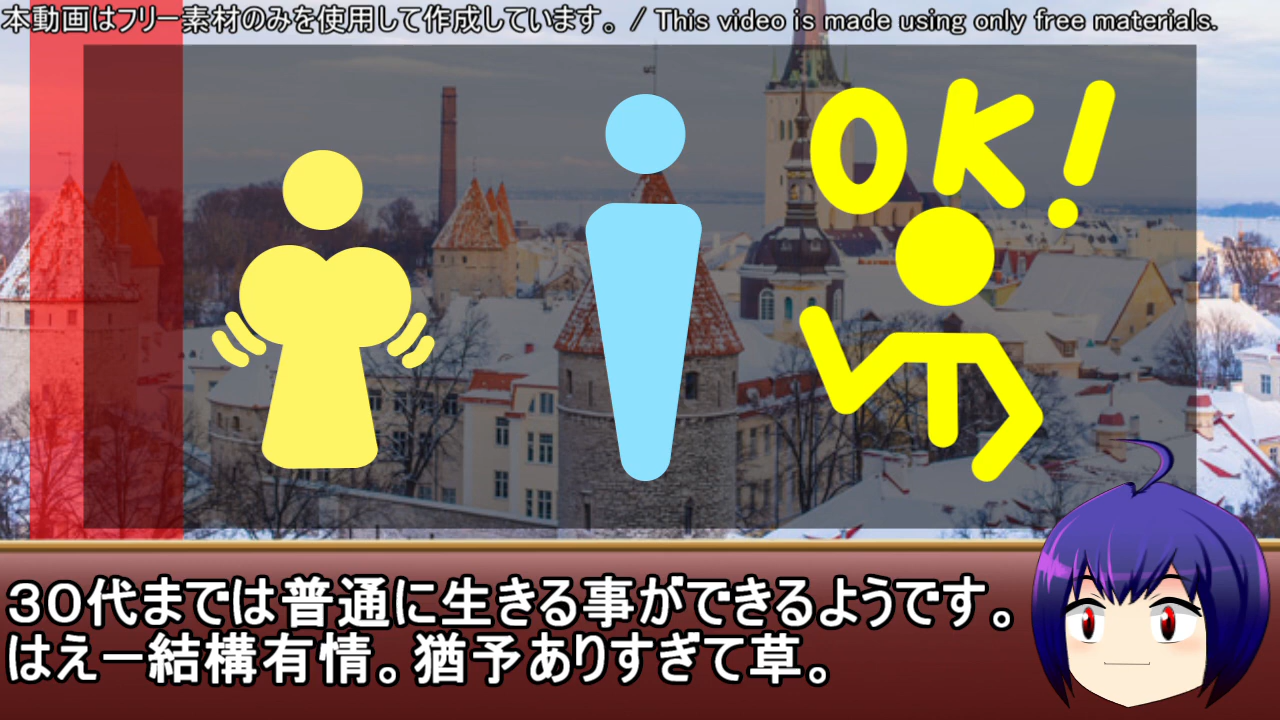 本動画はフリー素材のみを使用して作成しています。/ This video is made using only free materials.
OK!
３０代までは普通に生きる事ができるようです。
はえー結構有情。猶予ありすぎて草。